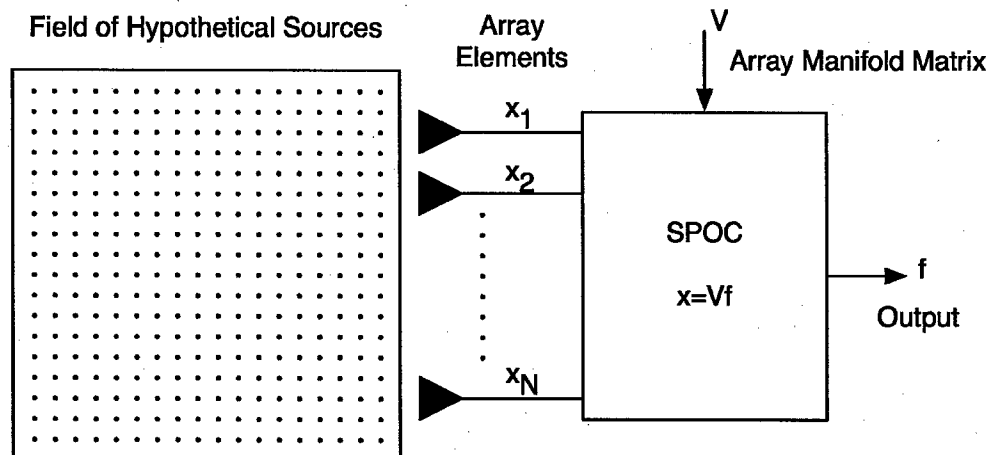 Field of Hypothetical Sources
Array
Elements
V
Array Manifold Matrix
x1
x2
xN
SPOC
x=Vf
f
Output